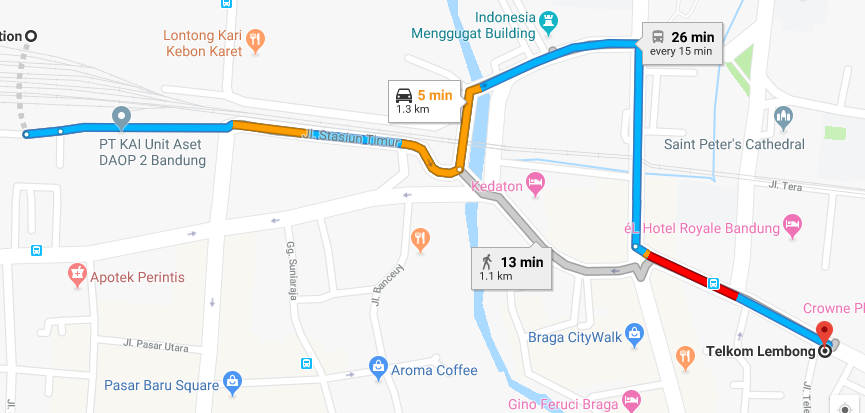 Indonesia
Menggugat Building
Lontong Kari
Kebon Karet
tion
26 min
every 15 min
5 min
1.3 km
PT KAI Unit Aset
DAOP 2 Bandung
Jl. Stasiun Timur
Saint Peter's Cathedral
Kedaton
Jl. Tera
éL Hotel Royale Bandung
13 min
1.1 km
Apotek Perintis
Gg. Suniaraja
Jl. Banceuy
Crowne Pl
Braga CityWalk
Jl. Pasar Utara
Telkom Lembong
Aroma Coffee
Pasar Baru Square
Jl. Tele
Gino Feruci Braga